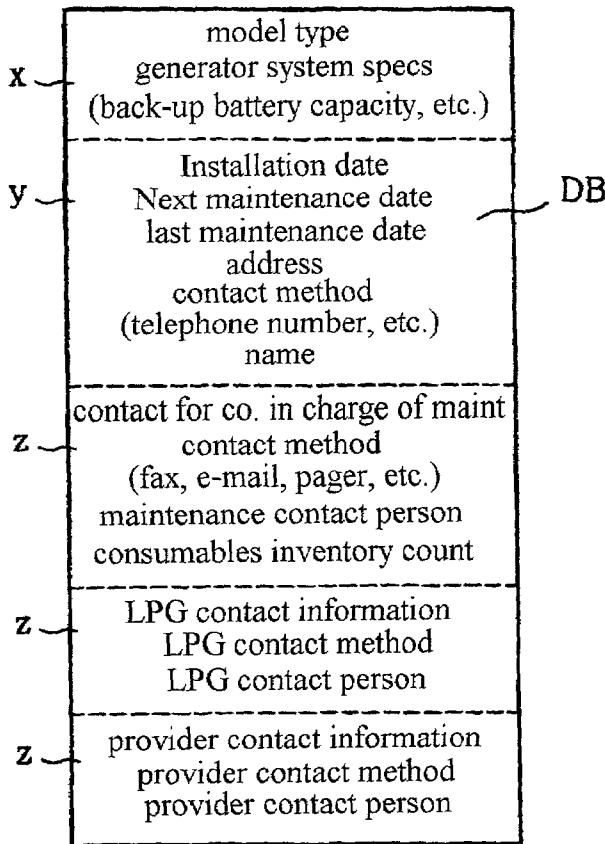 model type
x generator system specs
(back-up battery capacity, etc.)
Installation date
y Next maintenance date DB
last maintenance date
address
contact method
(telephone number, etc.)
name
contact for co. in charge of maint
z contact method
(fax, e-mail, pager, etc.)
maintenance contact person
consumables inventory count
z LPG contact information
LPG contact method
LPG contact person
z provider contact information
provider contact method
provider contact person